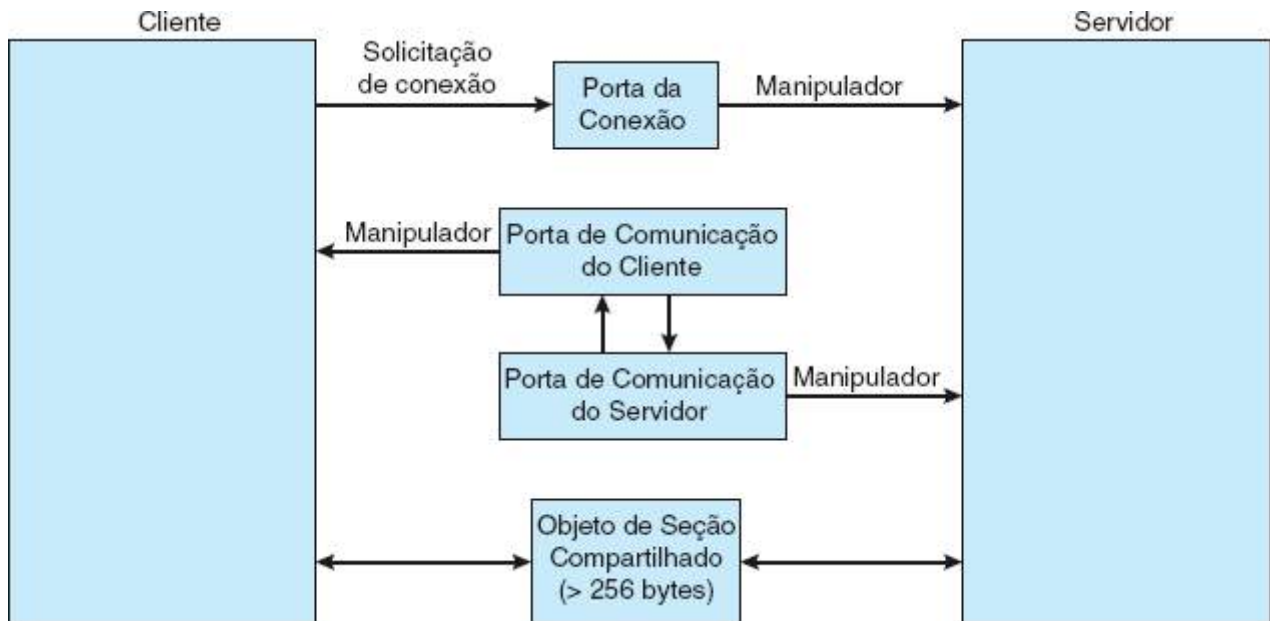 Cliente
Servidor
Solicitação
de conexão
Porta da
Conexão
Manipulador
Manipulador
Porta de Comunicação
do Cliente
Porta de Comunicação
do Servidor
Manipulador
Objeto de Seção
Compartilhado
(> 256 bytes)